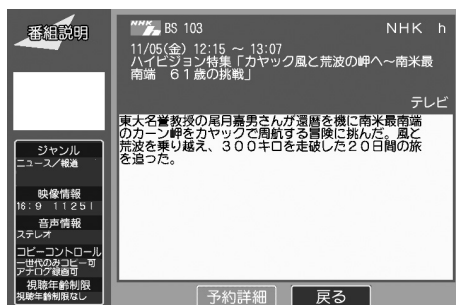 番組説明
NHK BS 103 NHK h
11/05(金) 12:15 ～ 13:07
ハイビジョン特集「カヤック風と荒波の岬へ～南米最
南端 61歳の挑戦」
テレビ
東大名誉教授の尾月嘉男さんが還暦を機に南米最南端
のカーン岬をカヤックで周航する冒険に挑んだ。風と
荒波を乗り越え、300キロを走破した20日間の旅
を追った。
ジャンル
ニュース／報道
映像情報
16:9 1125i
音声情報
ステレオ
コピーコントロール
一世代のみコピー可
アナログ録画可
視聴年齢制限
視聴年齢制限なし
予約詳細 戻る